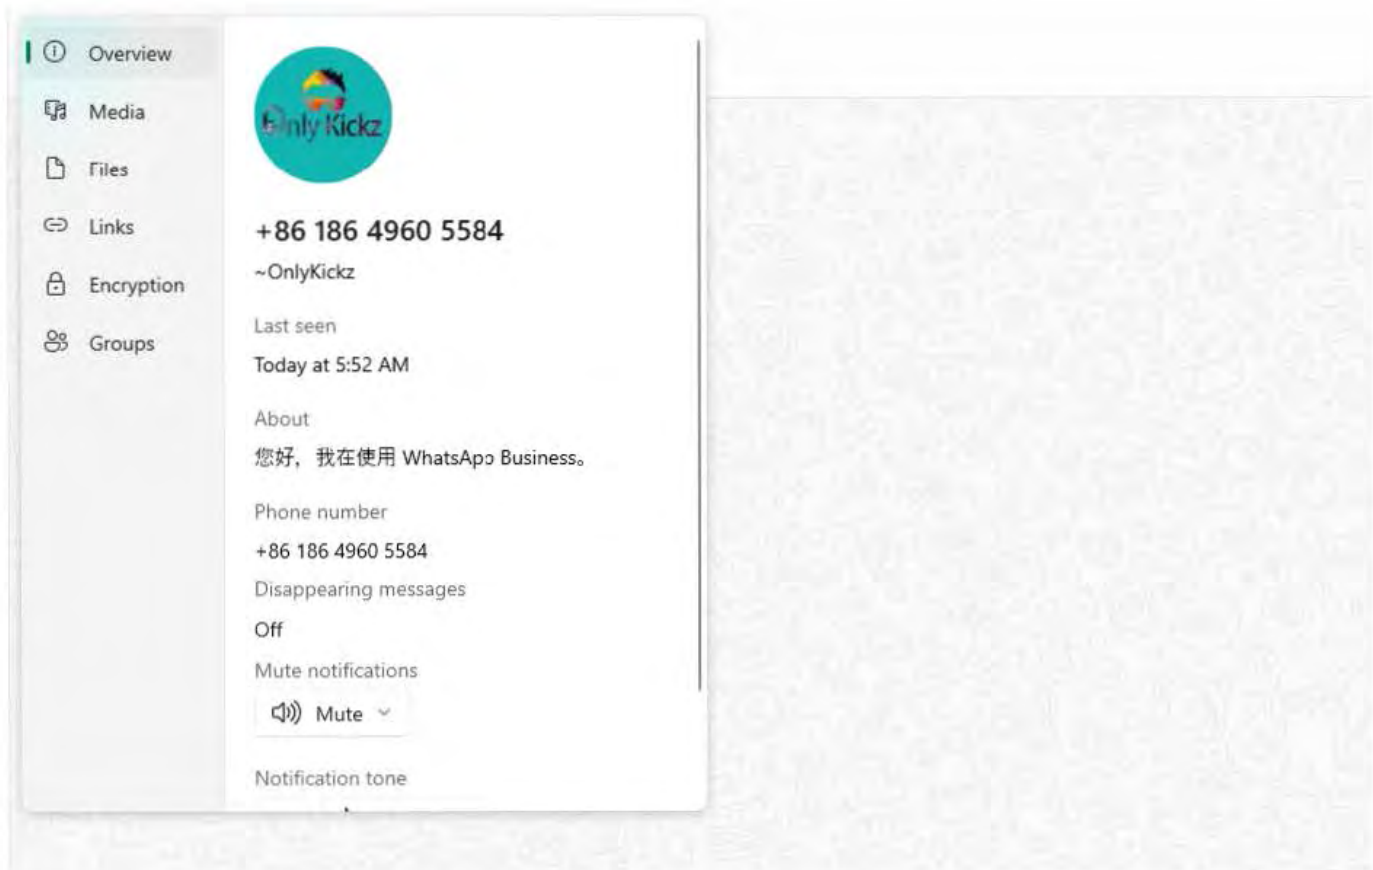 Overview
Media
Files
Links
Encryption
Groups
Only Kickz
+86 186 4960 5584
~OnlyKickz
Last seen
Today at 5:52 AM
About
您好，我在使用 WhatsApp Business。
Phone number
+86 186 4960 5584
Disappearing messages
Off
Mute notifications
Mute
Notification tone